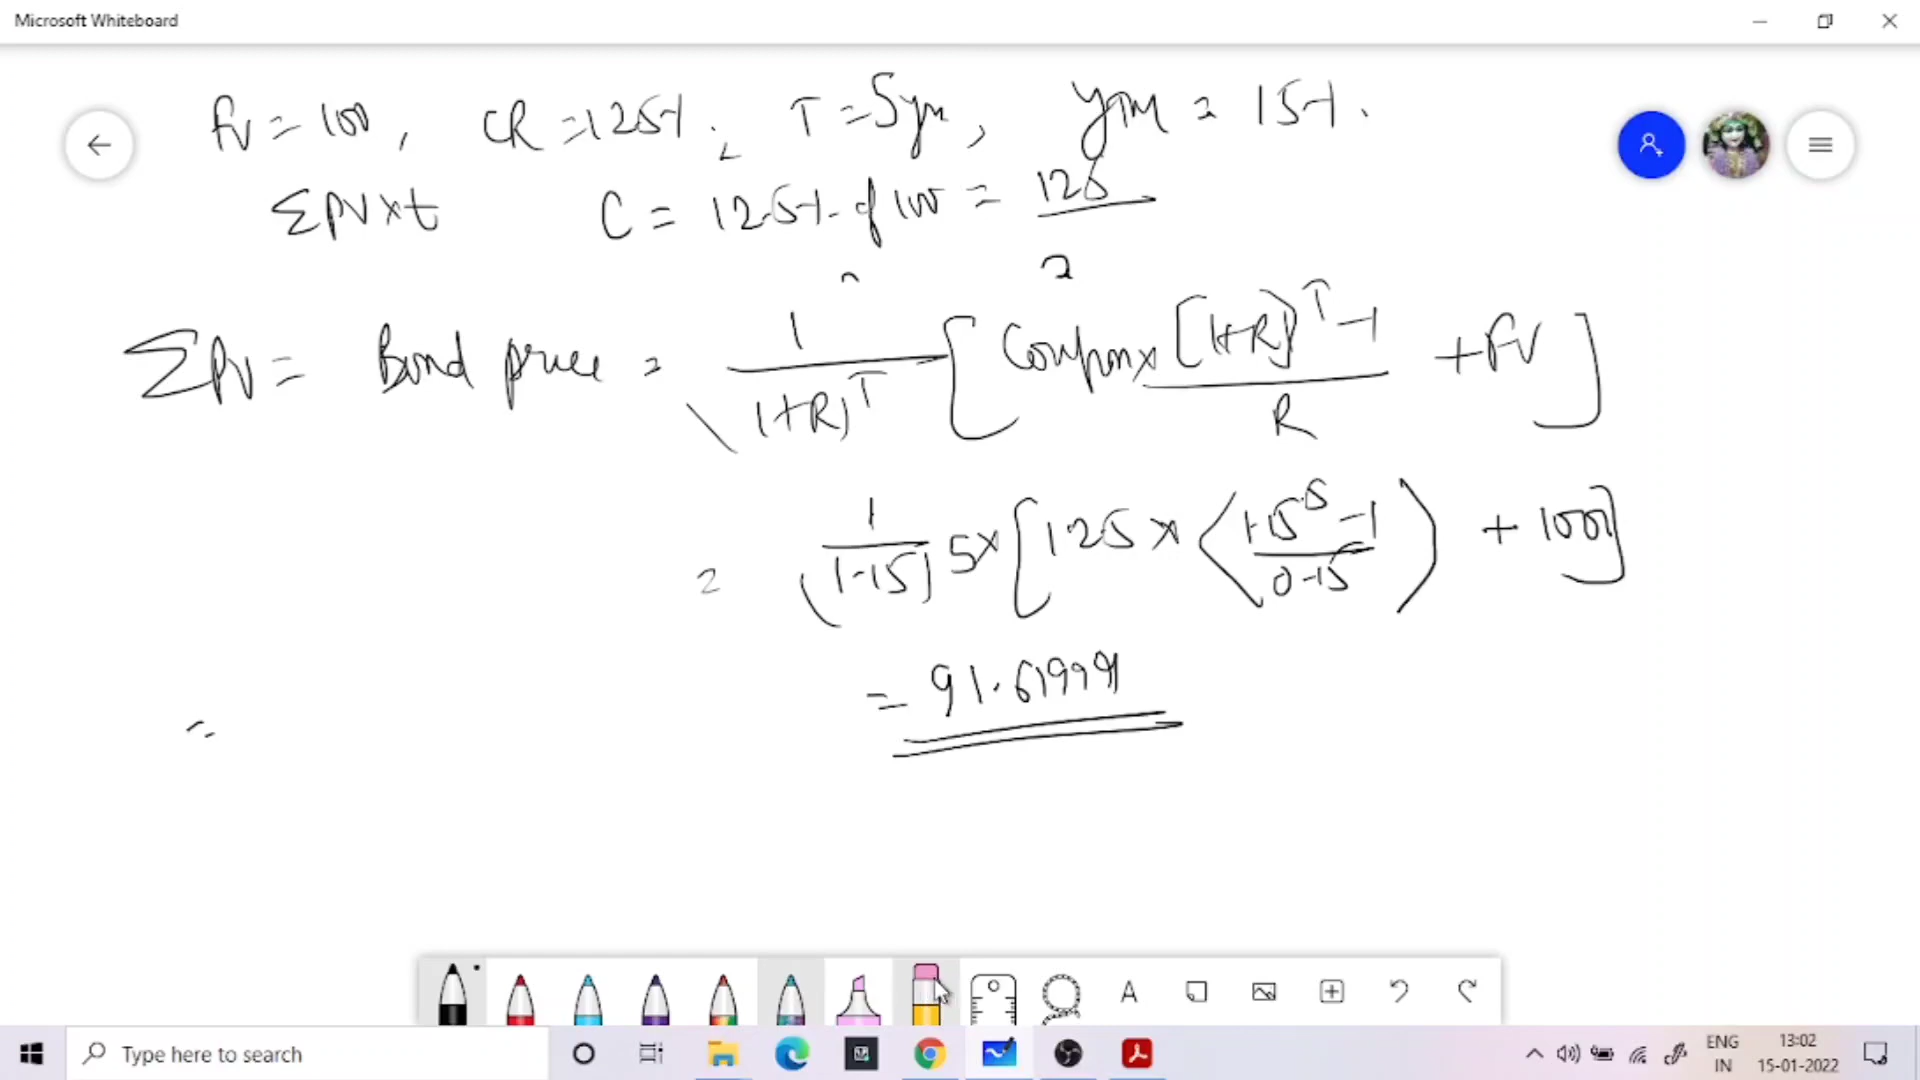 Microsoft Whiteboard
FV = 100, CR = 12.5%, T = 5yr, YTM = 15%.
ΣPV×t C = 12.5% of 100 = 12.5
ΣPV = Bond price = 1/(1+R)^T [Coupon × [1+R]^T - 1 / R + FV]
= 1/(1.15)5 × [12.5 × (1.15^5 - 1 / 0.15) + 100]
= 91.61999
=
Type here to search
ENG
IN
13:02
15-01-2022